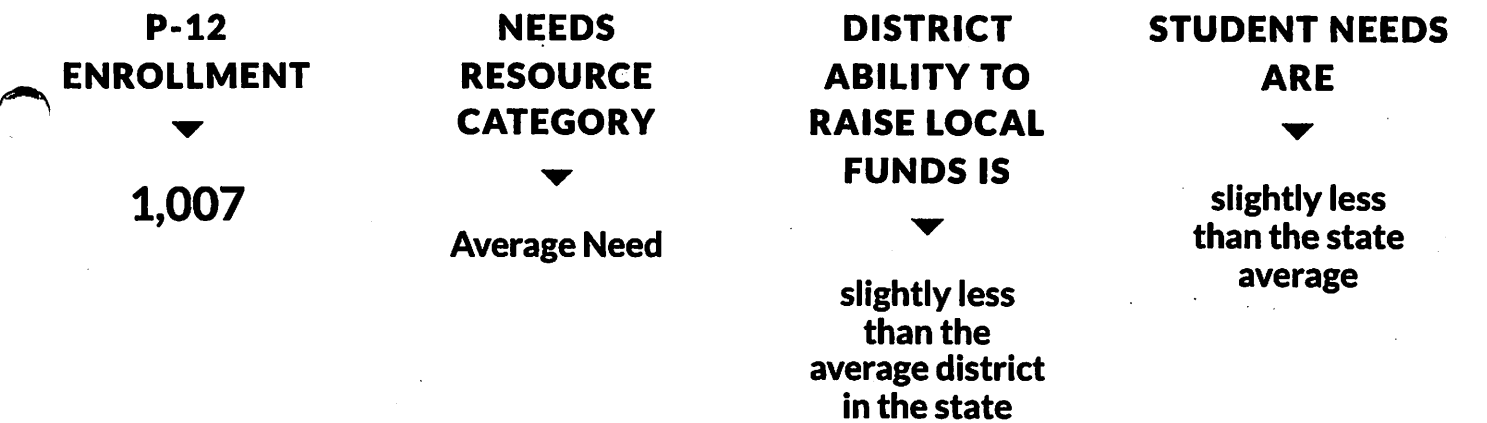 P-12
ENROLLMENT
1,007
NEEDS
RESOURCE
CATEGORY
Average Need
DISTRICT
ABILITY TO
RAISE LOCAL
FUNDS IS
slightly less
than the
average district
in the state
STUDENT NEEDS
ARE
slightly less
than the state
average